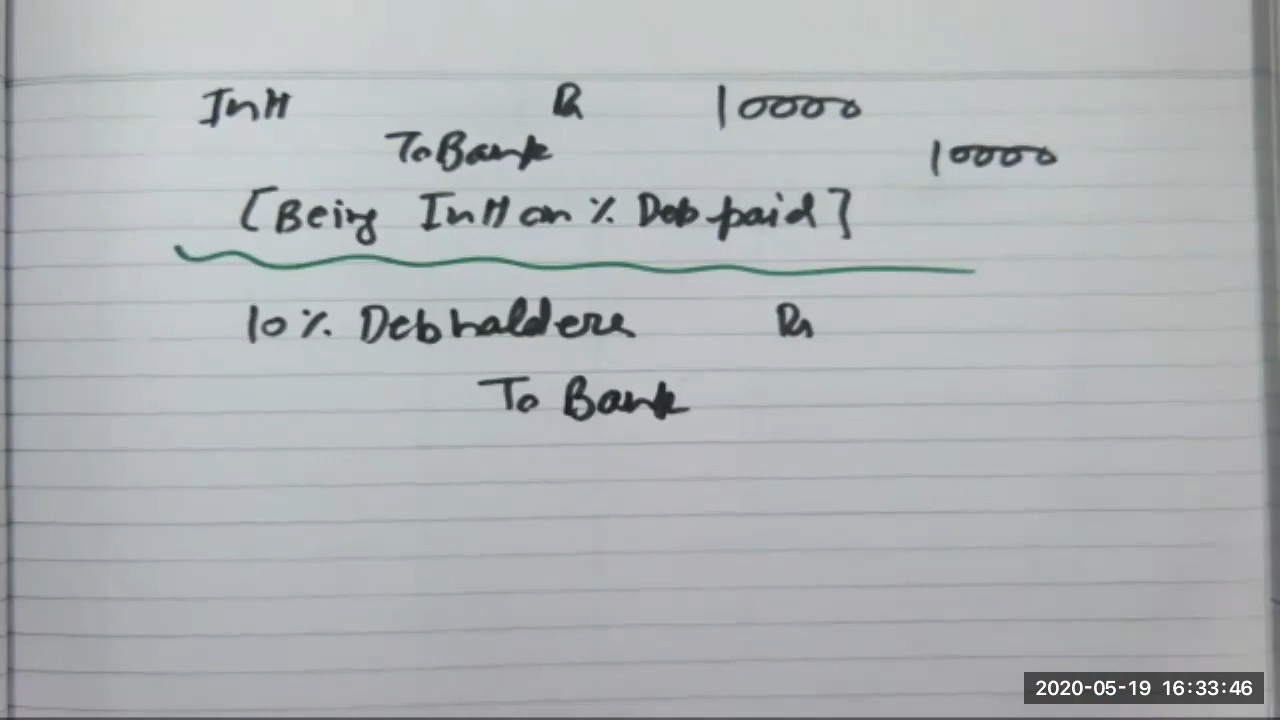 Intt Dr 10000
To Bank 10000
[Being Intt on % Deb paid]
10% Debholders Dr
To Bank
2020-05-19 16:33:46